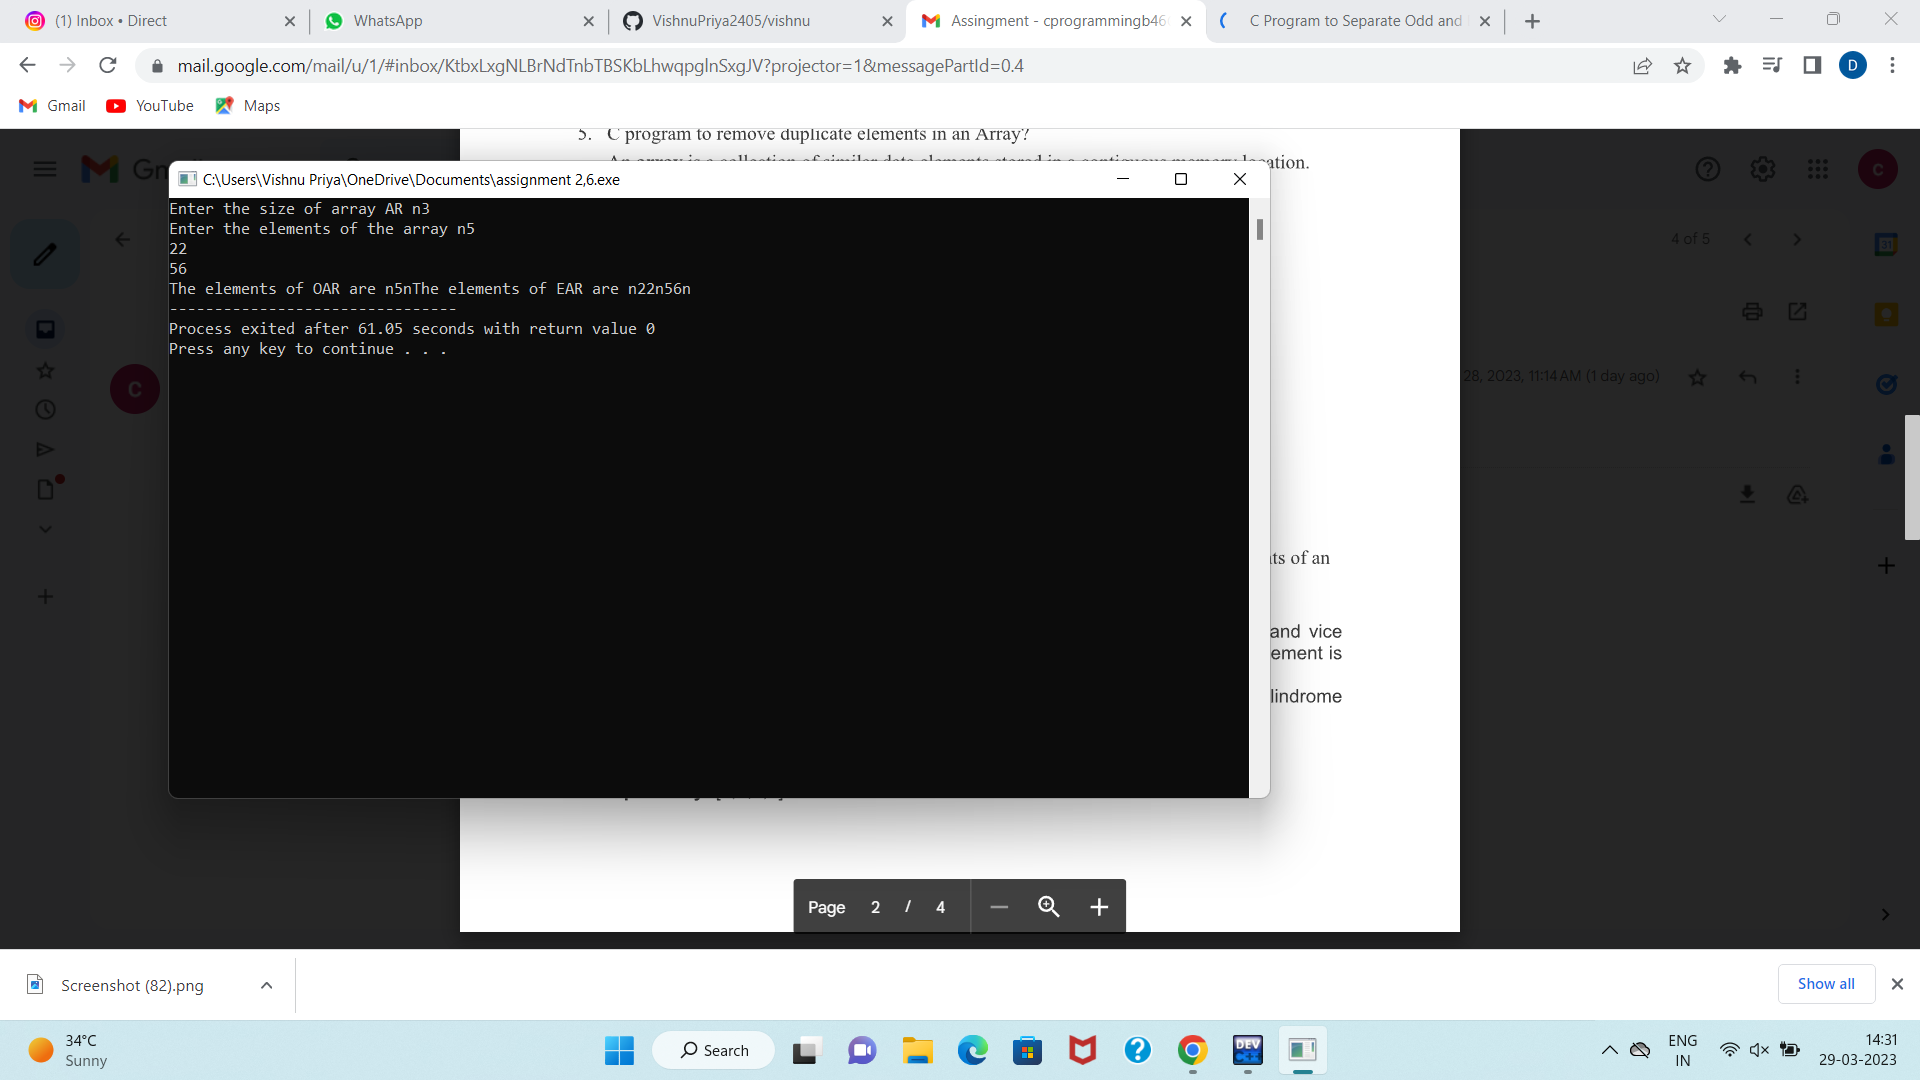 (1) Inbox • Direct
WhatsApp
VishnuPriya2405/vishnu
Assingment - cprogrammingb46
C Program to Separate Odd and
mail.google.com/mail/u/1/#inbox/KtbxLxgNLBrNdTnbTBSKbLhwqpglnSxgJV?projector=1&messagePartId=0.4
D
Gmail
YouTube
Maps
5. C program to remove duplicate elements in an Array?
An array is a collection of similar data elements stored in a contiguous memory location.
C:\Users\Vishnu Priya\OneDrive\Documents\assignment 2,6.exe
Enter the size of array AR n3
Enter the elements of the array n5
22
56
The elements of OAR are n5nThe elements of EAR are n22n56n
--------------------------------
Process exited after 61.05 seconds with return value 0
Press any key to continue . . .
C
4 of 5
31
28, 2023, 11:14 AM (1 day ago)
C
ts of an
and vice
ement is
lindrome
Page 2 / 4
Screenshot (82).png
Show all
34°C
Sunny
Search
DEV
C++
ENG
IN
14:31
29-03-2023